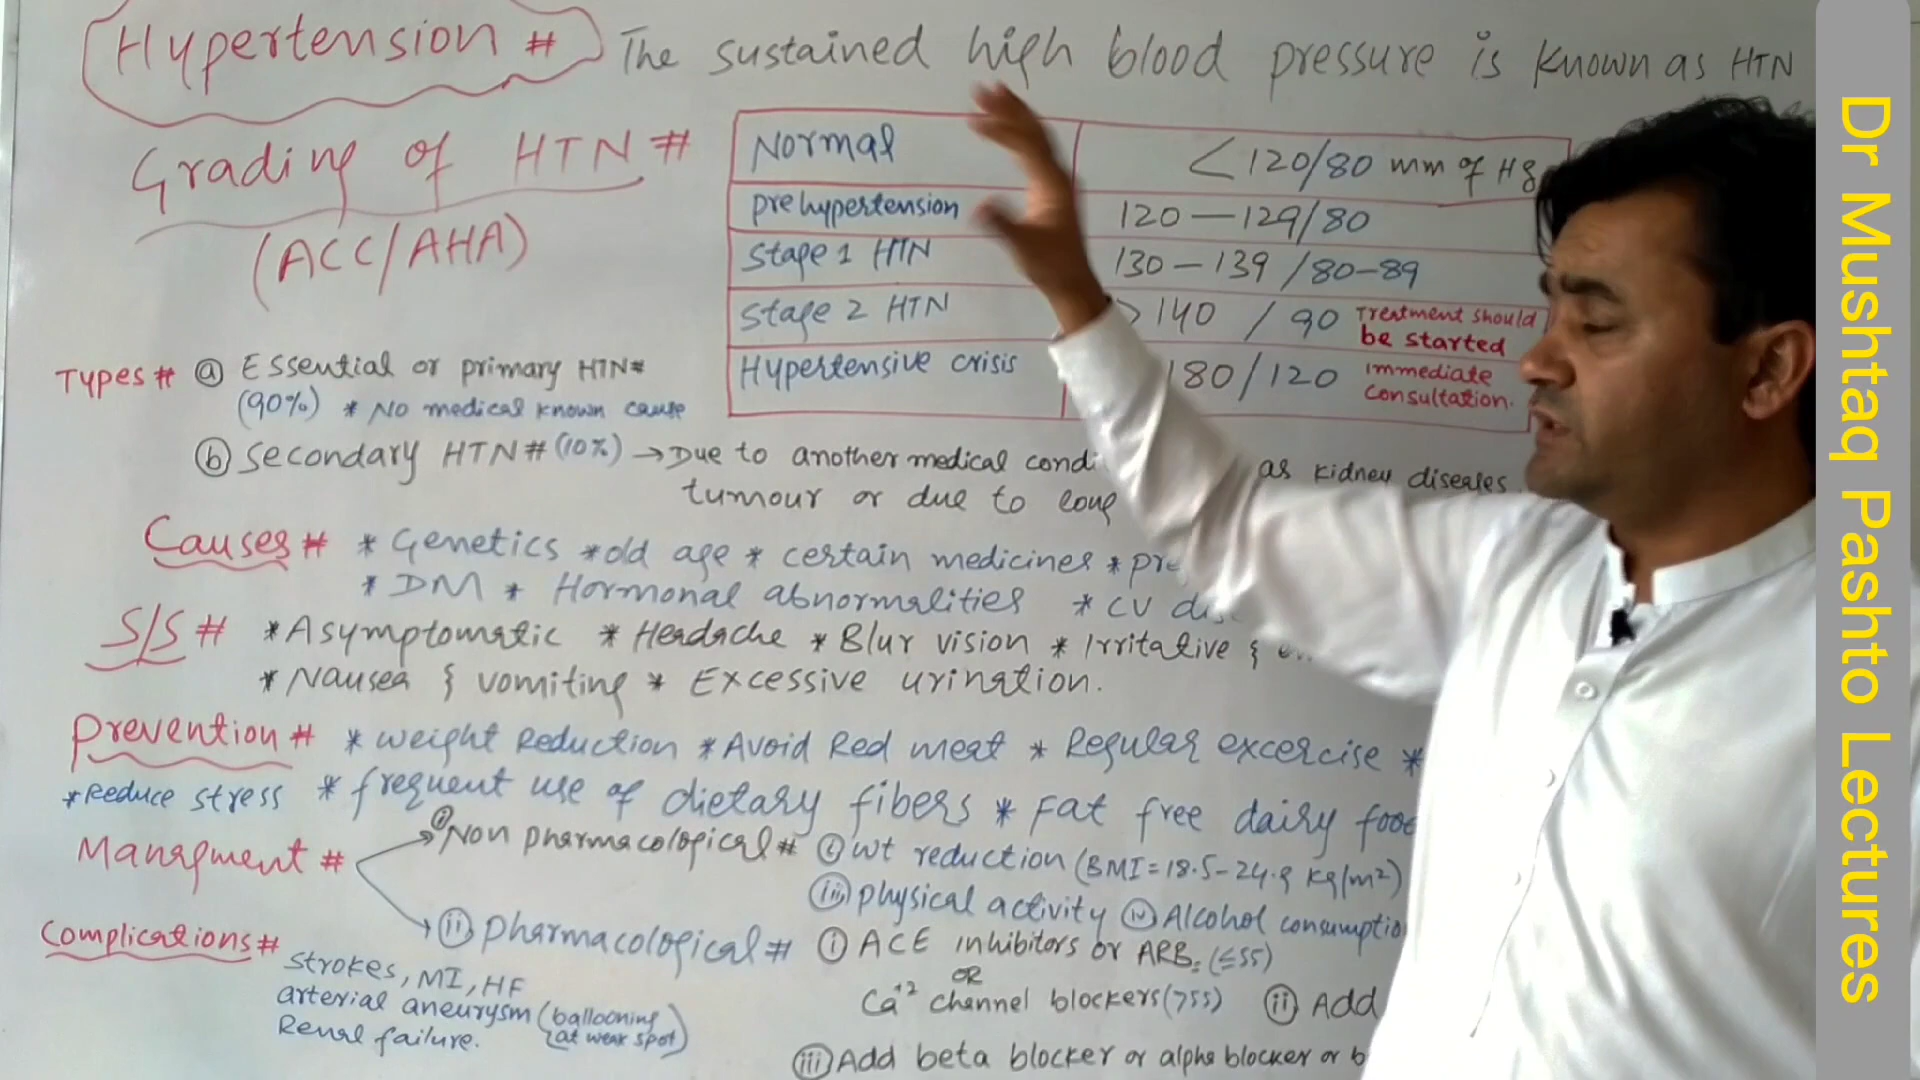 Hypertension # The sustained high blood pressure is known as HTN
Grading of HTN #
(ACC/AHA)
Normal <120/80 mm of Hg
prehypertension 120—129/80
Stage 1 HTN 130—139/80-89
Stage 2 HTN >140/90 Treatment should be started
Hypertensive crisis 180/120 immediate consultation.
Types # ⓐ Essential or primary HTN#
(90%) * No medical known cause
ⓑ Secondary HTN# (10%) → Due to another medical as kidney diseases
tumour or due to
Causes # * Genetics * old age * certain medicines *
* DM * Hormonal abnormalities * CV
S/S # * Asymptomatic * Headache * Blur vision * Irritative &
* Nausea & vomiting * Excessive urination.
Prevention # * weight Reduction * Avoid Red meat * Regular excercise *
* Reduce stress * frequent use of dietary fibers * Fat free dairy
Managment # ⓘ Non pharmacological # ⓘ wt reduction (BMI=18.5-24.9 Kg/m²)
(iii) physical activity (iv) Alcohol
(ii) pharmacological # (i) ACE inhibitors or ARBs (≤55)
OR
Ca+2 channel blockers (>55) (ii) Add
(iii) Add beta blocker or alpha blocker or
Complications #
Strokes, MI, HF
arterial aneurysm (ballooning at weak spot)
Renal failure.
Dr Mushtaq Pashto Lectures